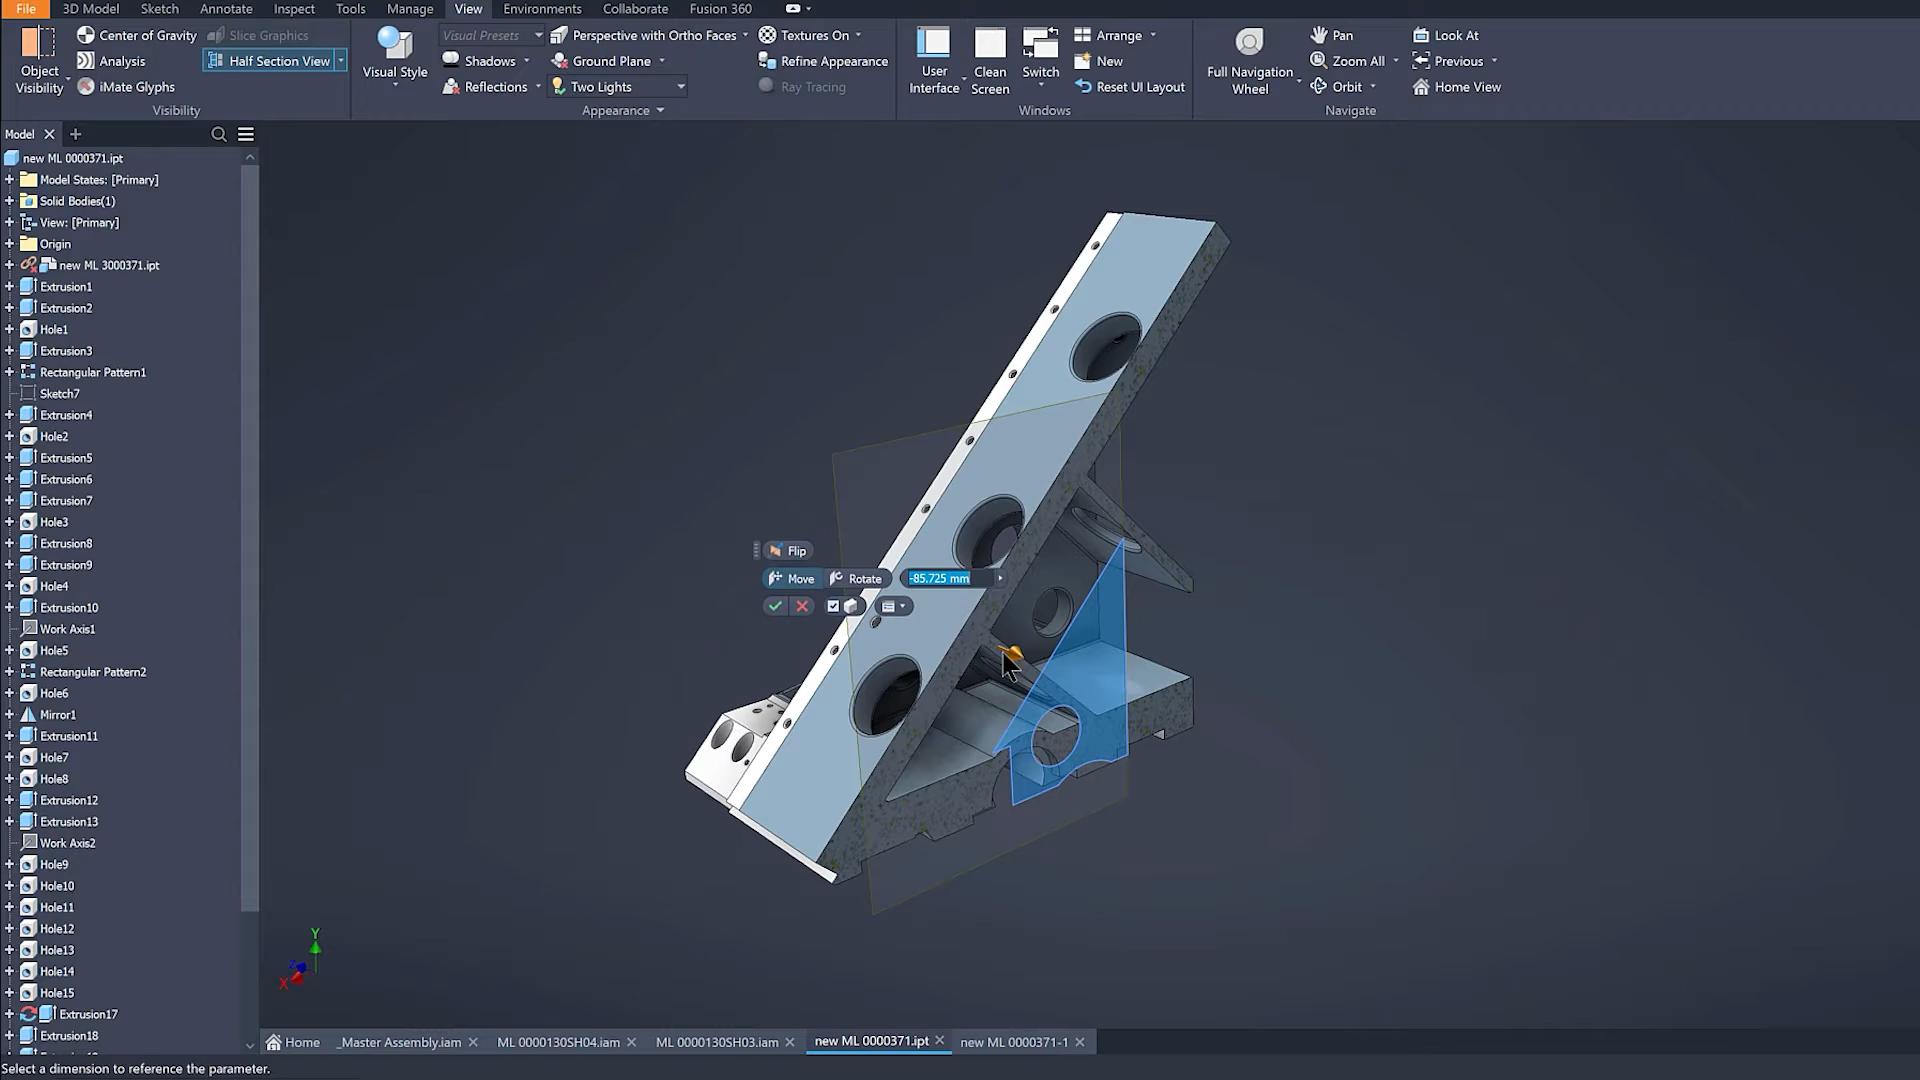 File 3D Model Sketch Annotate Inspect Tools Manage View Environments Collaborate Fusion 360
Object Visibility
Center of Gravity
Analysis
iMate Glyphs
Slice Graphics
Half Section View
Visibility
Visual Style
Visual Presets
Shadows
Reflections
Perspective with Ortho Faces
Ground Plane
Two Lights
Textures On
Refine Appearance
Ray Tracing
Appearance
User Interface
Clean Screen
Switch
Arrange
New
Reset UI Layout
Windows
Full Navigation Wheel
Pan
Zoom All
Orbit
Look At
Previous
Home View
Navigate
Model
new ML 0000371.ipt
Model States: [Primary]
Solid Bodies(1)
View: [Primary]
Origin
new ML 3000371.ipt
Extrusion1
Extrusion2
Hole1
Extrusion3
Rectangular Pattern1
Sketch7
Extrusion4
Hole2
Extrusion5
Extrusion6
Extrusion7
Hole3
Extrusion8
Extrusion9
Hole4
Extrusion10
Work Axis1
Hole5
Rectangular Pattern2
Hole6
Mirror1
Extrusion11
Hole7
Hole8
Extrusion12
Extrusion13
Work Axis2
Hole9
Hole10
Hole11
Hole12
Hole13
Hole14
Hole15
Extrusion17
Extrusion18
Flip
Move Rotate -85.725 mm
Y
Z
X
Home _Master Assembly.iam ML 0000130SH04.iam ML 0000130SH03.iam new ML 0000371.ipt new ML 0000371-1
Select a dimension to reference the parameter.